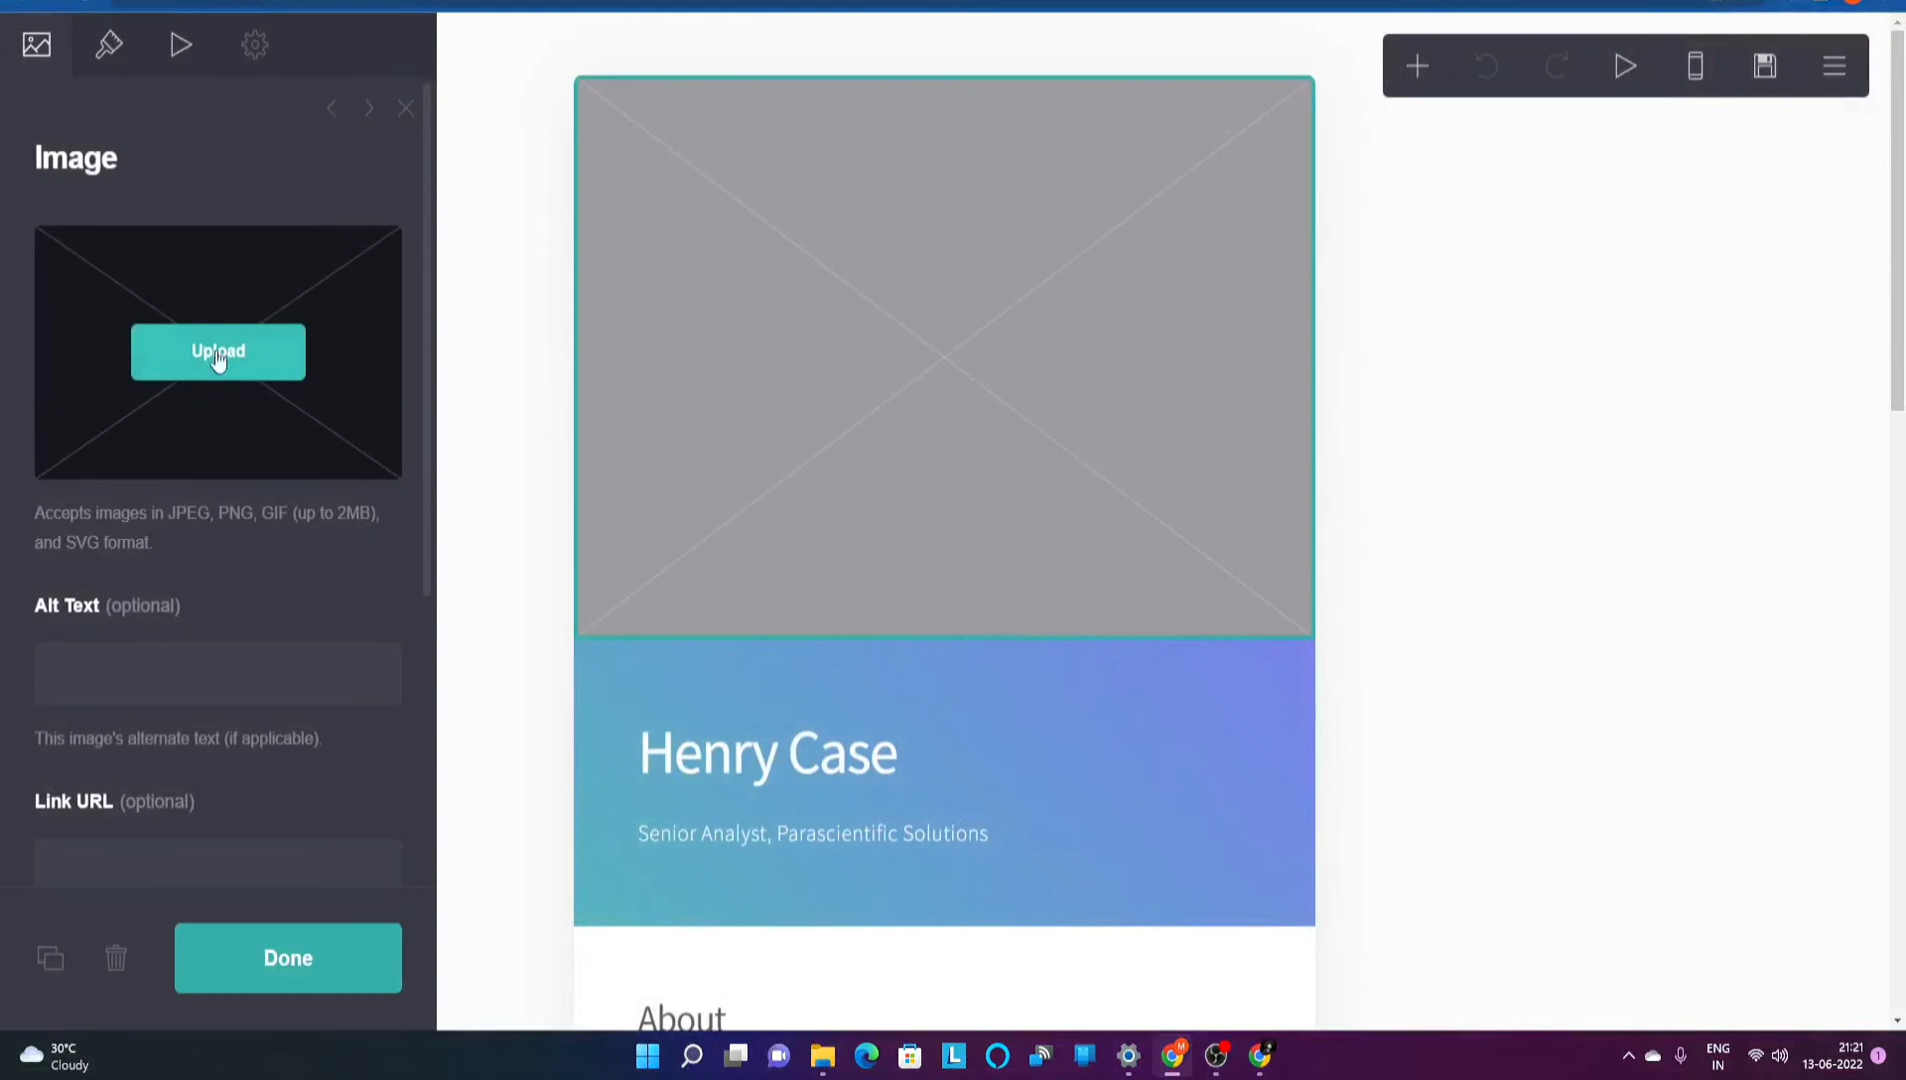 Image
Upload
Accepts images in JPEG, PNG, GIF (up to 2MB),
and SVG format.
Alt Text (optional)
This image's alternate text (if applicable).
Link URL (optional)
Done
Henry Case
Senior Analyst, Parascientific Solutions
About
30°C
Cloudy
L
M
ENG
IN
21:21
13-06-2022
1